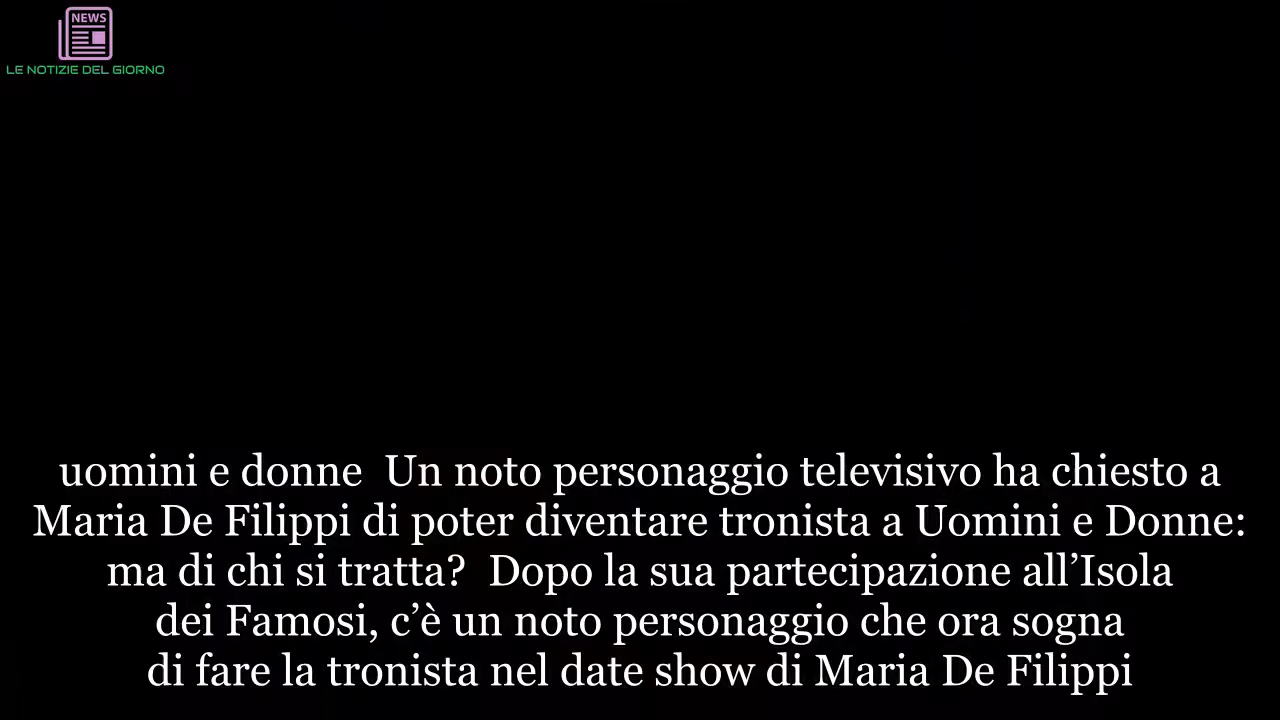 NEWS
LE NOTIZIE DEL GIORNO
uomini e donne  Un noto personaggio televisivo ha chiesto a
Maria De Filippi di poter diventare tronista a Uomini e Donne:
ma di chi si tratta?  Dopo la sua partecipazione all’Isola
dei Famosi, c’è un noto personaggio che ora sogna
di fare la tronista nel date show di Maria De Filippi